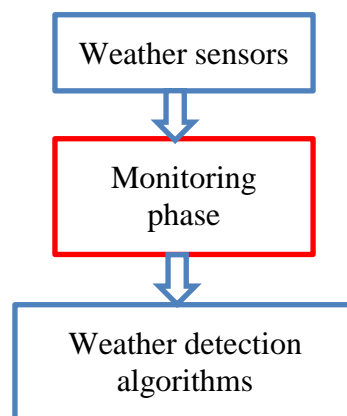 Weather sensors
Monitoring
phase
Weather detection
algorithms